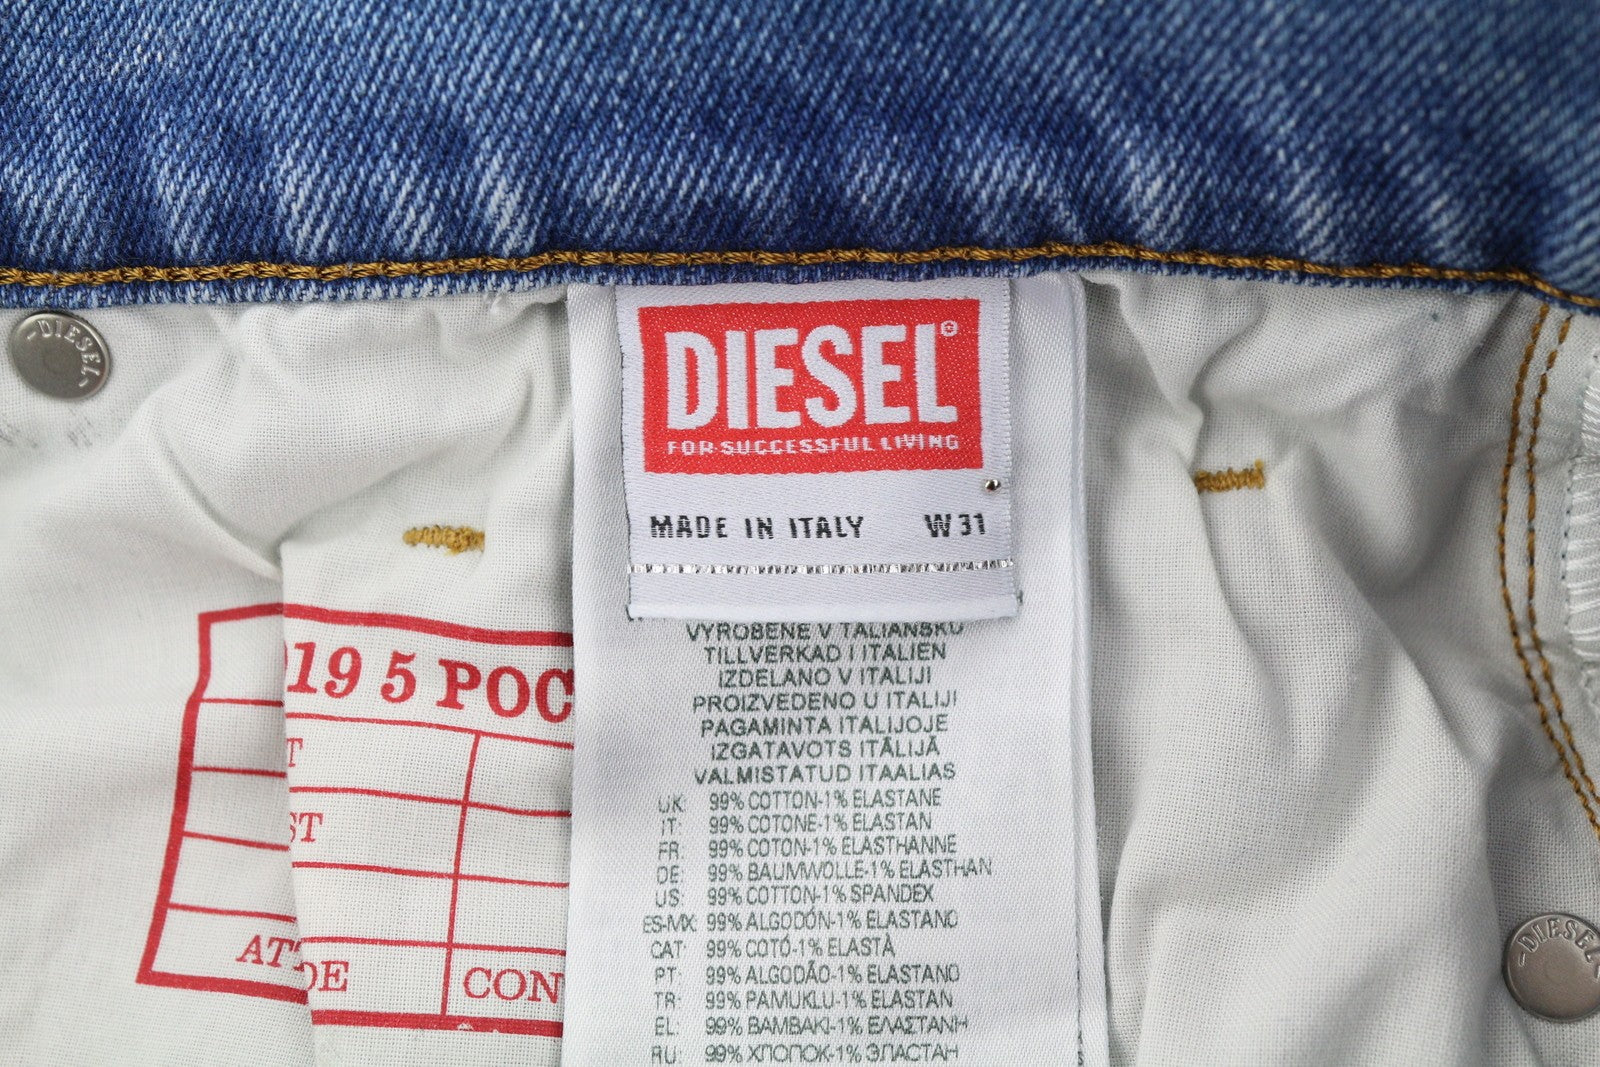 DIESEL
DIESEL®
FOR SUCCESSFUL LIVING
MADE IN ITALY W31
VYROBENE V TALIANSKU
TILLVERKAD I ITALIEN
IZDELANO V ITALIJI
PROIZVEDENO U ITALIJI
PAGAMINTA ITALIJOJE
IZGATAVOTS ITĀLIJĀ
VALMISTATUD ITAALIAS
UK: 99% COTTON-1% ELASTANE
IT: 99% COTONE-1% ELASTAN
FR: 99% COTON-1% ELASTHANNE
DE: 99% BAUMWOLLE-1% ELASTHAN
US: 99% COTTON-1% SPANDEX
ES-MX: 99% ALGODÓN-1% ELASTANO
CAT: 99% COTÓ-1% ELASTÀ
PT: 99% ALGODÃO-1% ELASTANO
TR: 99% PAMUKLU-1% ELASTAN
EL: 99% ΒΑΜΒΑΚΙ-1% ΕΛΑΣΤΑΝΗ
RU: 99% ХЛОПОК-1% ЭЛАСТАН
19 5 POC
T
ST
AT
DE
CON
DIESEL